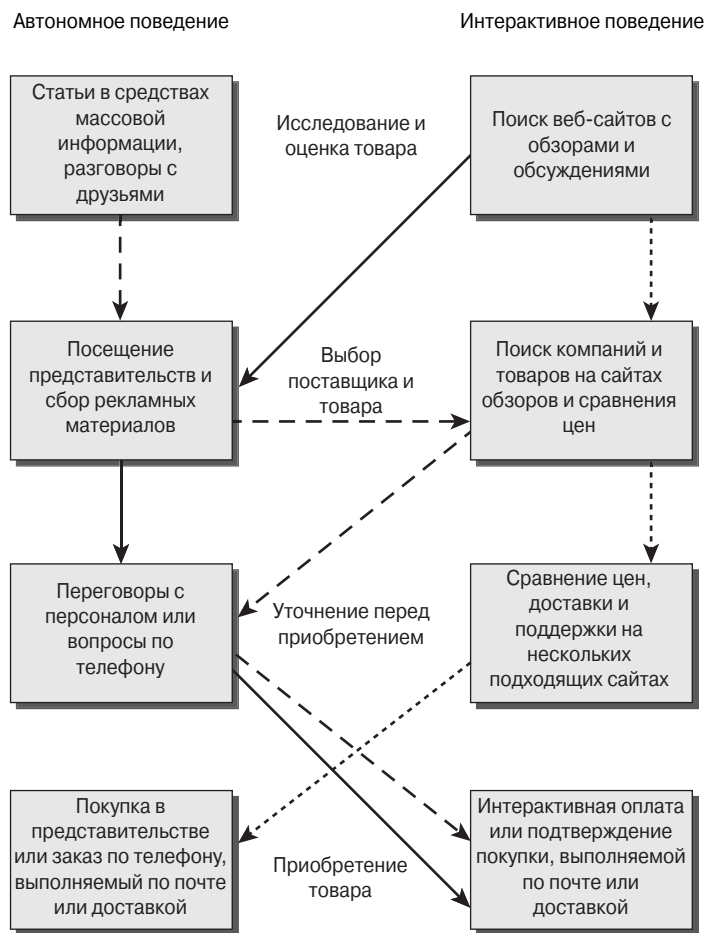 Автономное поведение
Интерактивное поведение
Статьи в средствах
массовой
информации,
разговоры с
друзьями
Исследование и
оценка товара
Поиск веб-сайтов с
обзорами и
обсуждениями
Посещение
представительств и
сбор рекламных
материалов
Выбор
поставщика и
товара
Поиск компаний и
товаров на сайтах
обзоров и сравнения
цен
Переговоры с
персоналом или
вопросы по
телефону
Уточнение перед
приобретением
Сравнение цен,
доставки и
поддержки на
нескольких
подходящих сайтах
Покупка в
представительстве
или заказ по телефону,
выполняемый по почте
или доставкой
Приобретение
товара
Интерактивная оплата
или подтверждение
покупки, выполняемой
по почте или
доставкой